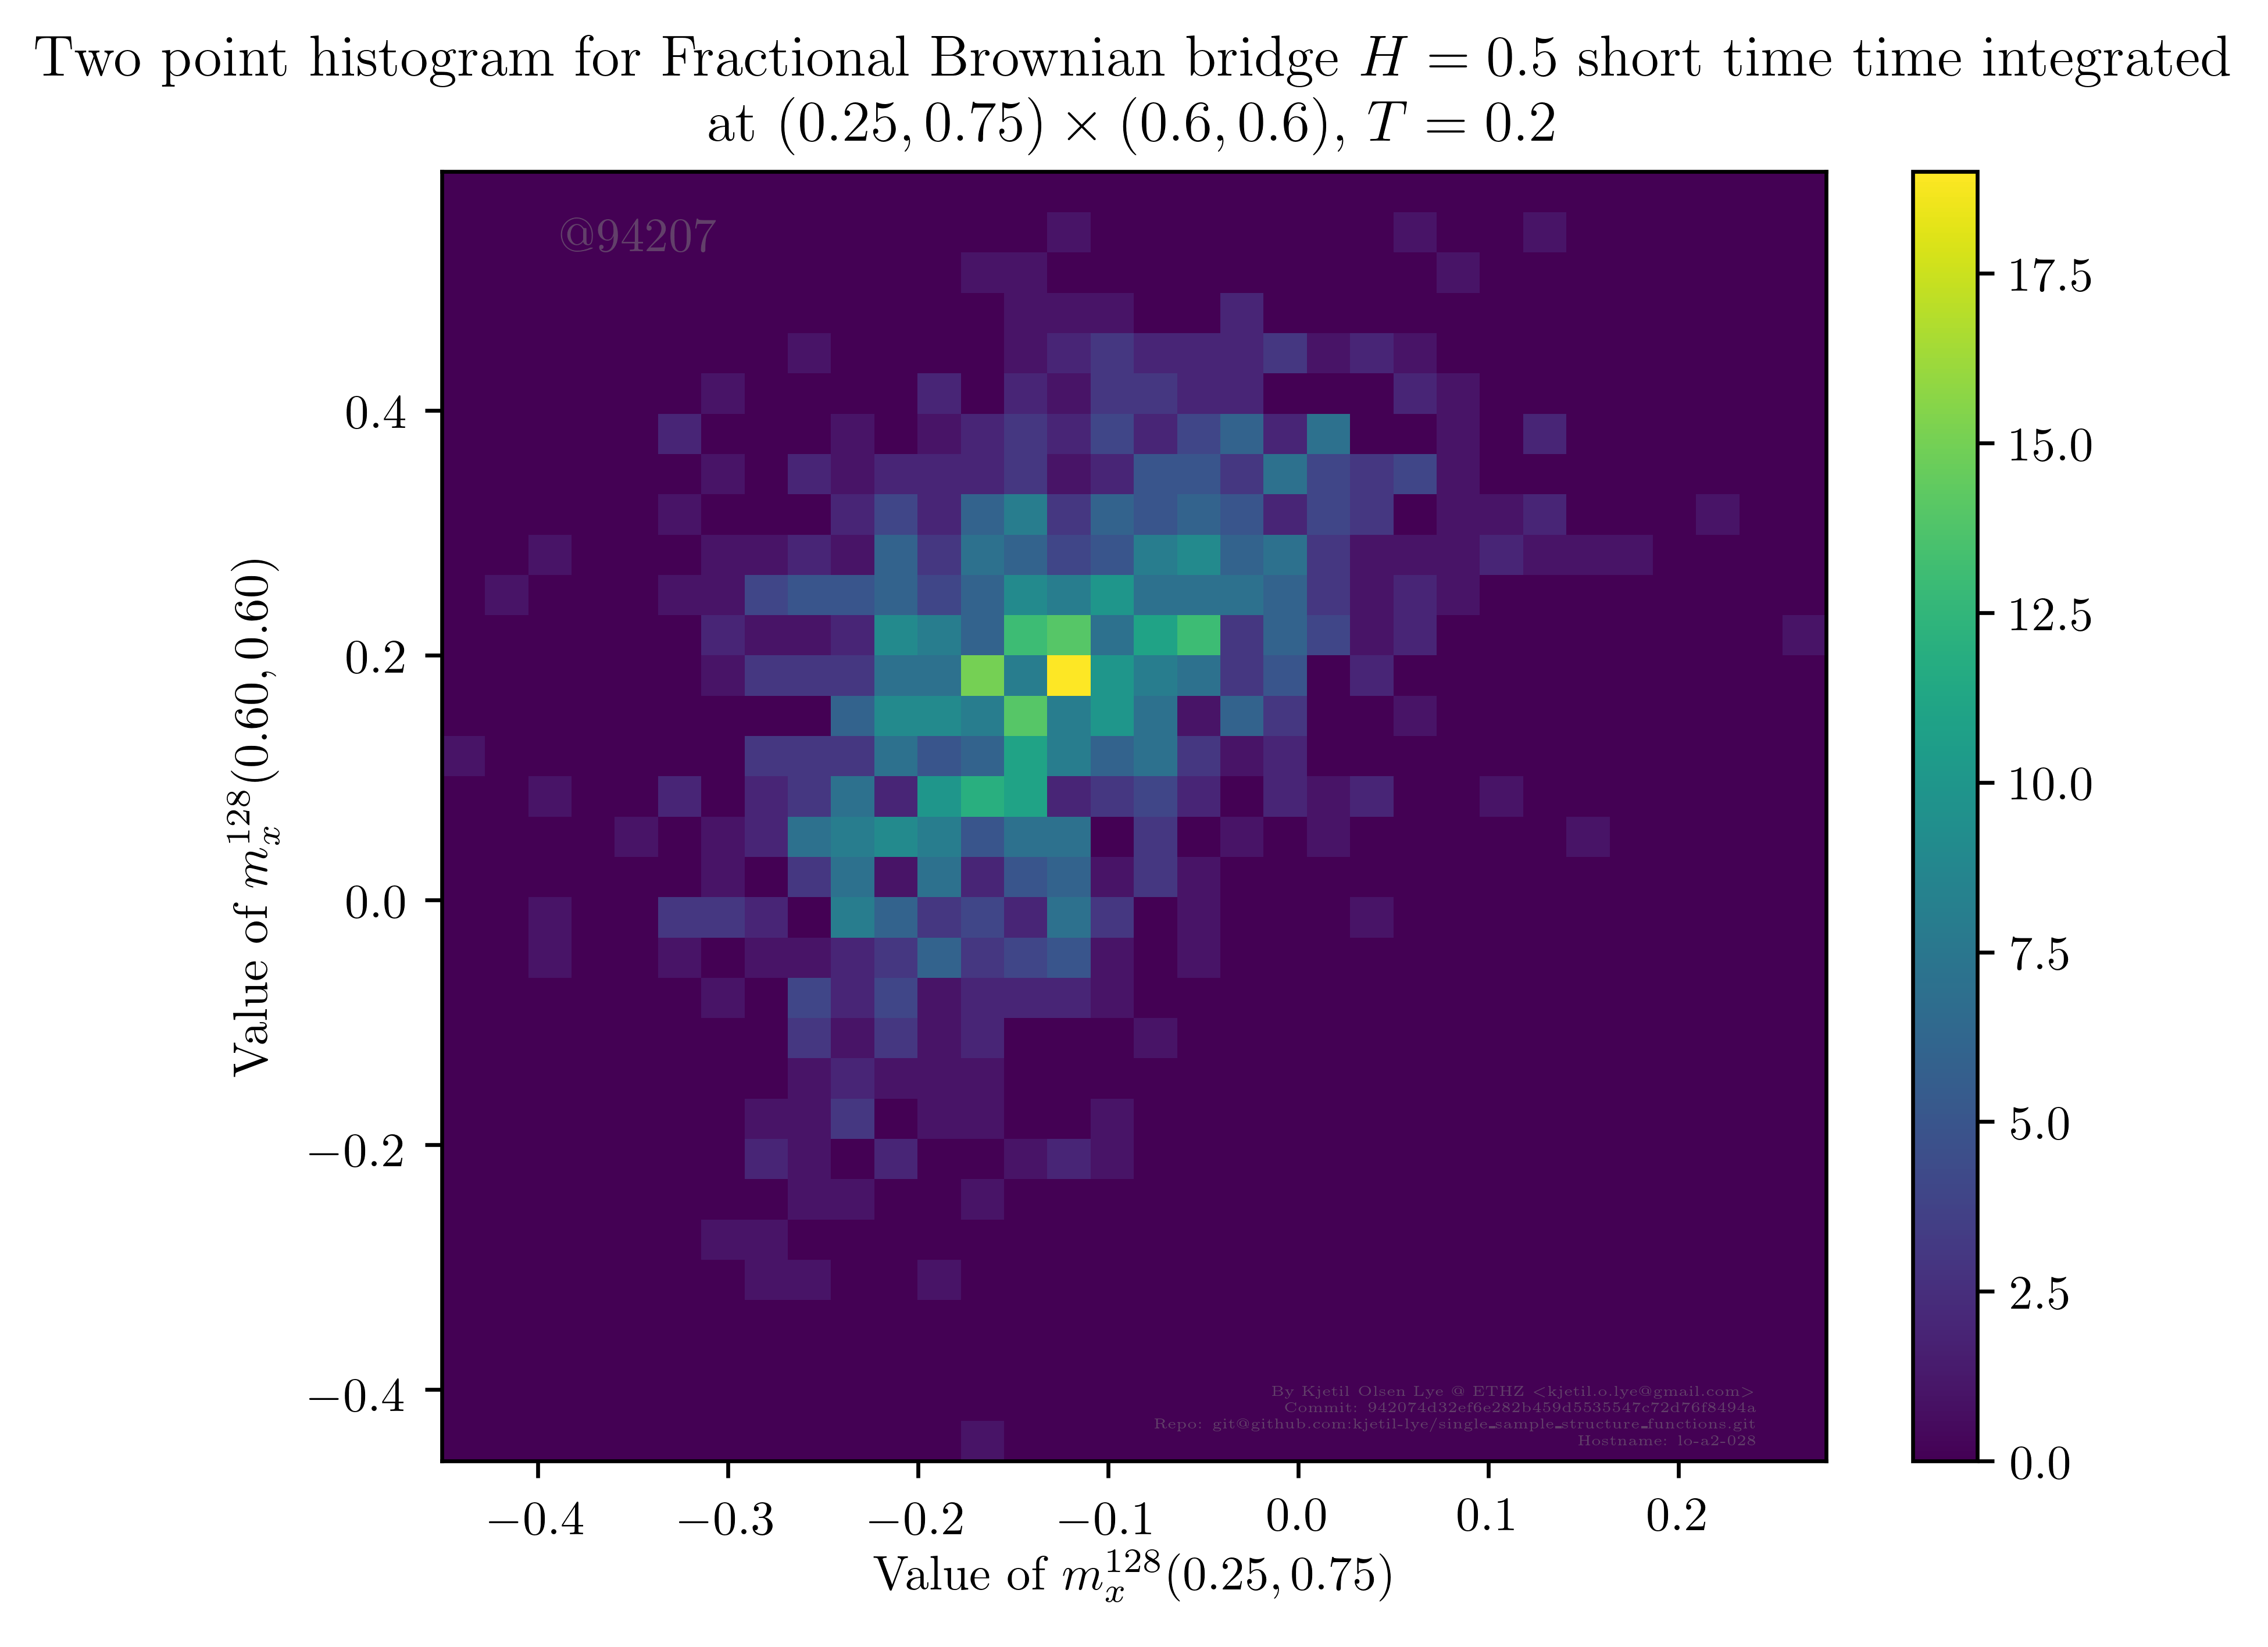 Two point histogram for Fractional Brownian bridge H = 0.5 short time time integrated
at (0.25, 0.75) × (0.6, 0.6), T = 0.2
@94207
0.4
0.2
0.0
−0.2
−0.4
Value of m_x^{128}(0.60, 0.60)
17.5
15.0
12.5
10.0
7.5
5.0
2.5
0.0
By Kjetil Olsen Lye @ ETHZ <kjetil.o.lye@gmail.com>
Commit: 942074d32ef6e282b459d5535547c72d76f8494a
Repo: git@github.com:kjetil-lye/single_sample_structure_functions.git
Hostname: lo-a2-028
−0.4 −0.3 −0.2 −0.1 0.0 0.1 0.2
Value of m_x^{128}(0.25, 0.75)